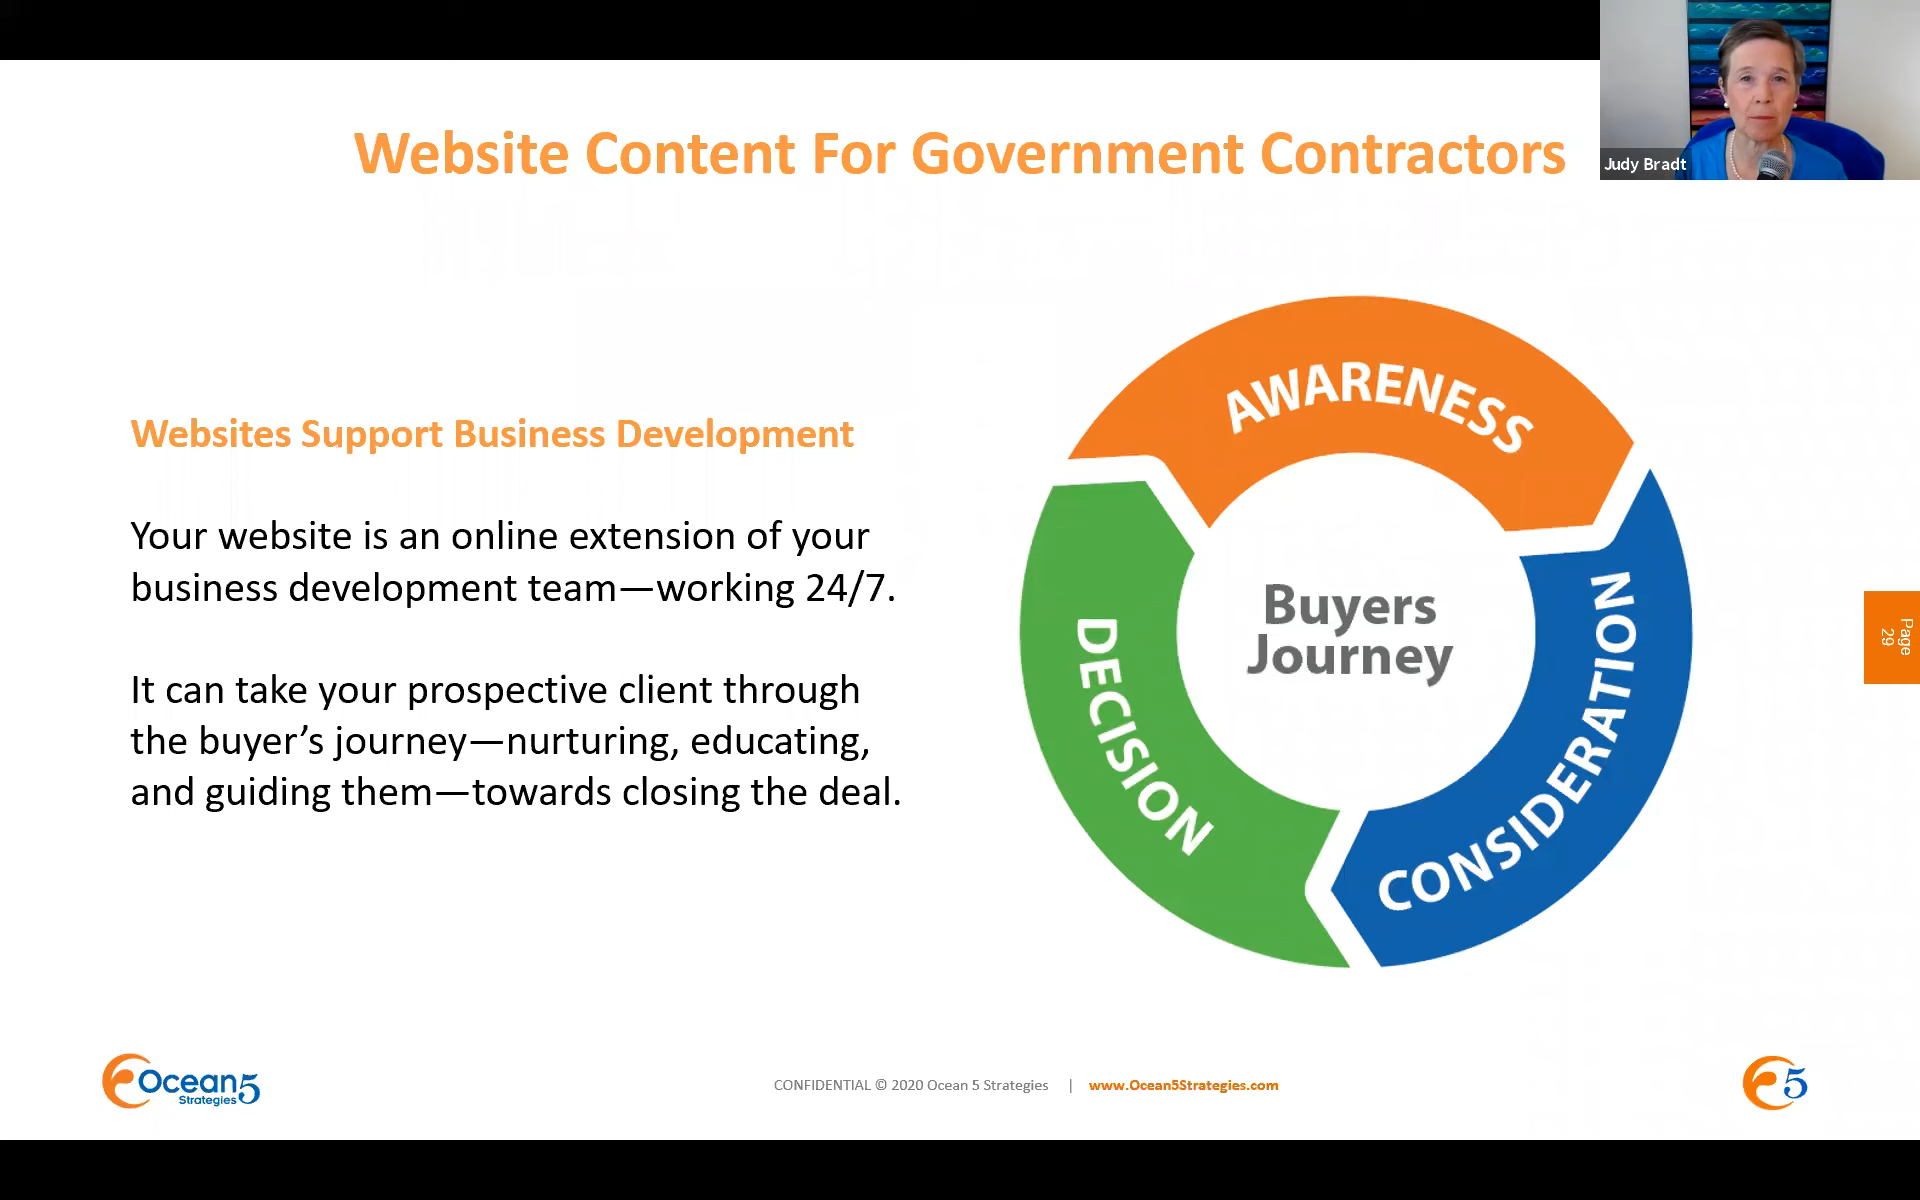 Website Content For Government Contractors
Judy Bradt
Websites Support Business Development
Your website is an online extension of your
business development team—working 24/7.
It can take your prospective client through
the buyer’s journey—nurturing, educating,
and guiding them—towards closing the deal.
AWARENESS
CONSIDERATION
DECISION
Buyers
Journey
Page
29
Ocean5
Strategies
CONFIDENTIAL © 2020 Ocean 5 Strategies | www.Ocean5Strategies.com
5